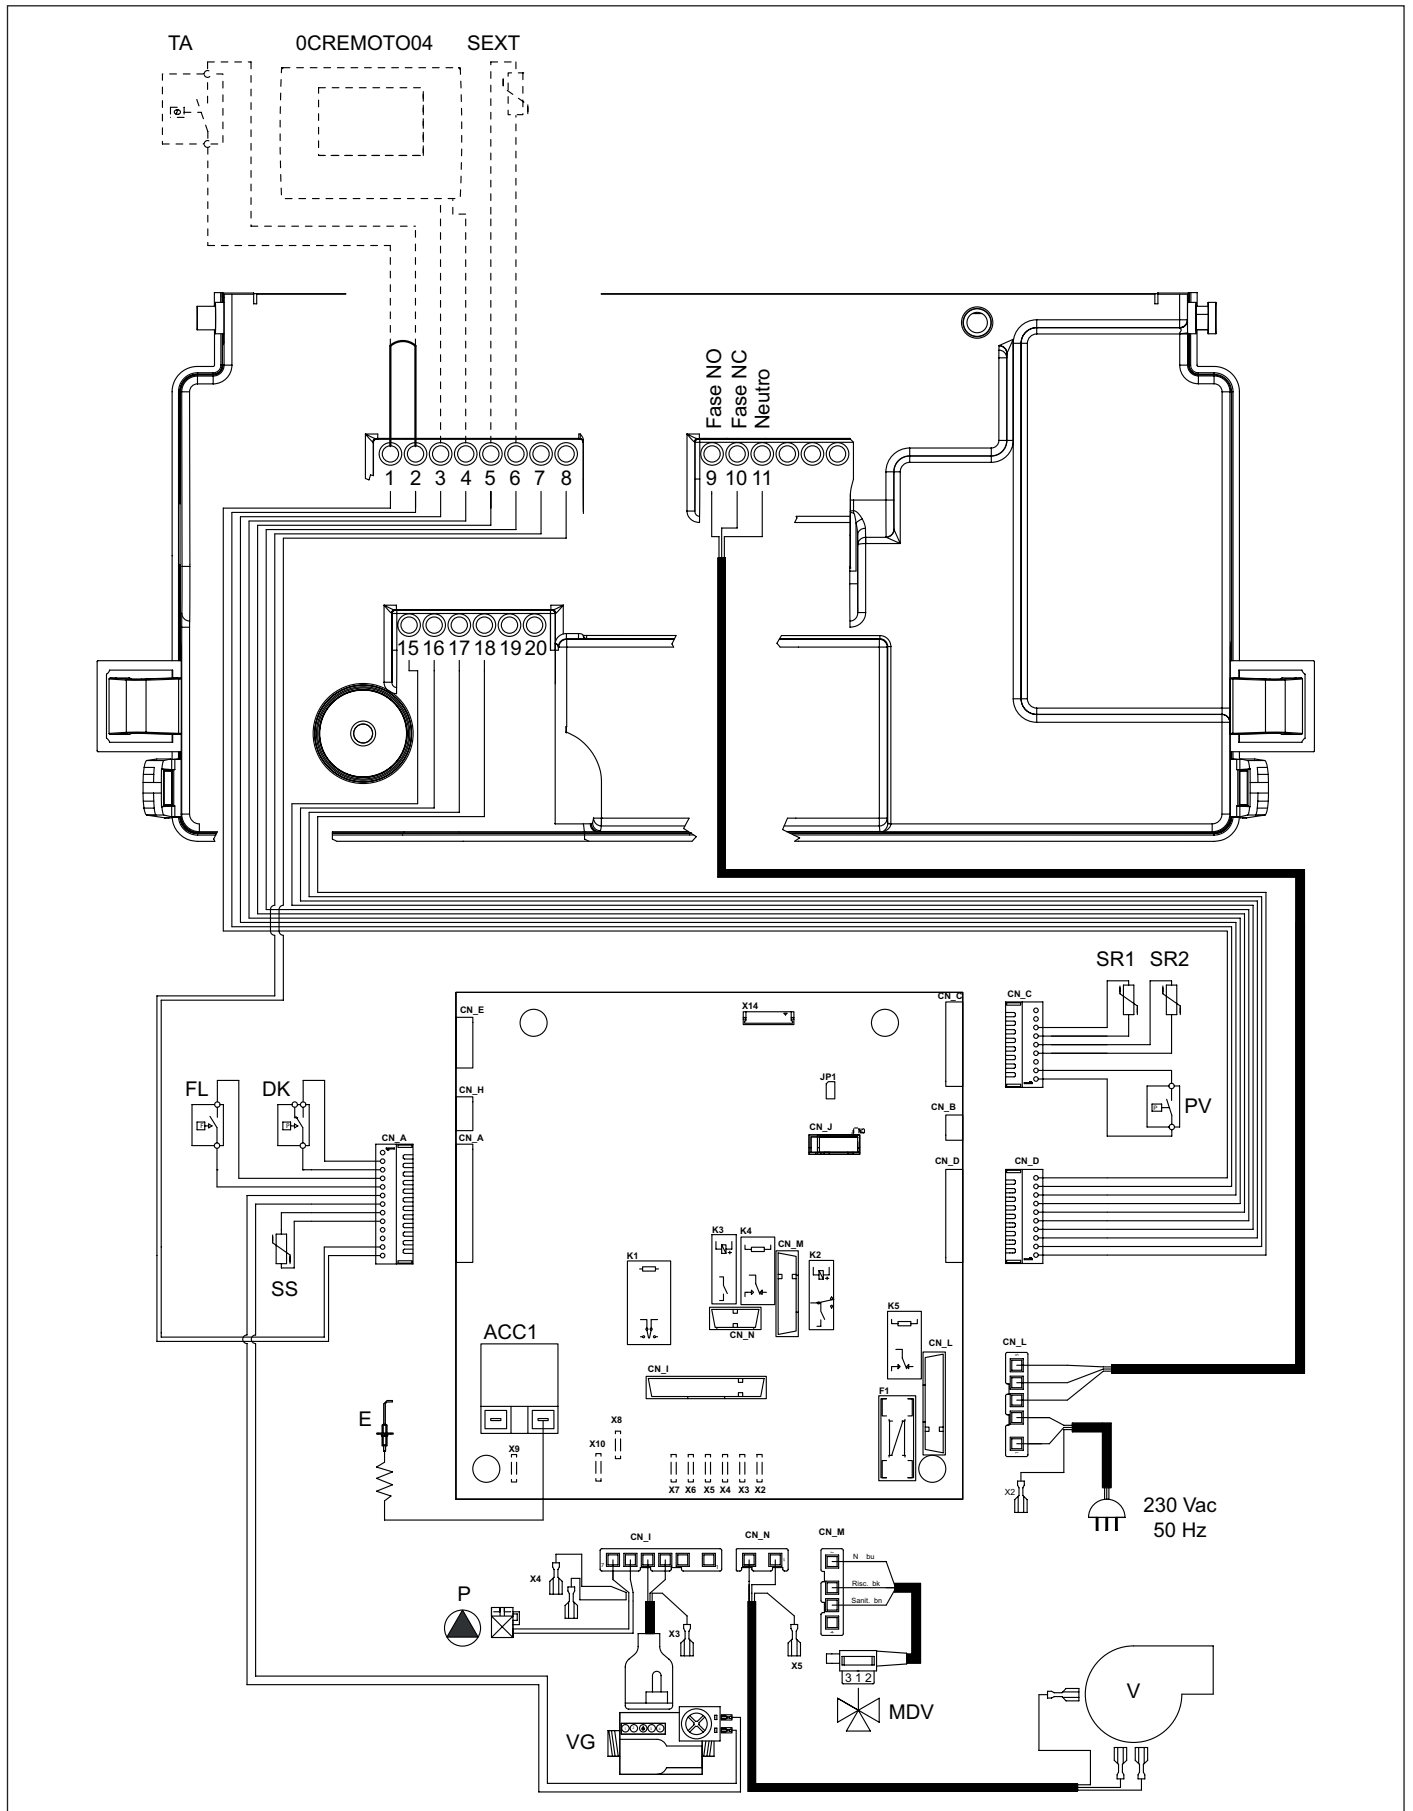 TA 0CREMOTO04 SEXT
Fase NO
Fase NC
Neutro
1 2 3 4 5 6 7 8
9 10 11
15 16 17 18 19 20
SR1 SR2
CN_E
X14
CN_C
CN_C
JP1
CN_H
CN_B
FL DK
PV
CN_A
CN_A
CN_J
CN_D
CN_D
K3 K4
CN_M
K1
K2
SS
CN_N
K5
ACC1
CN_L
CN_L
CN_I
F1
E
X8
X9
X10
X7 X6 X5 X4 X3 X2
X2
230 Vac
50 Hz
CN_I
CN_N
CN_M
N bu
X4
Risc. bk
Sanit. bn
P
X3
X5
3 1 2
V
MDV
VG